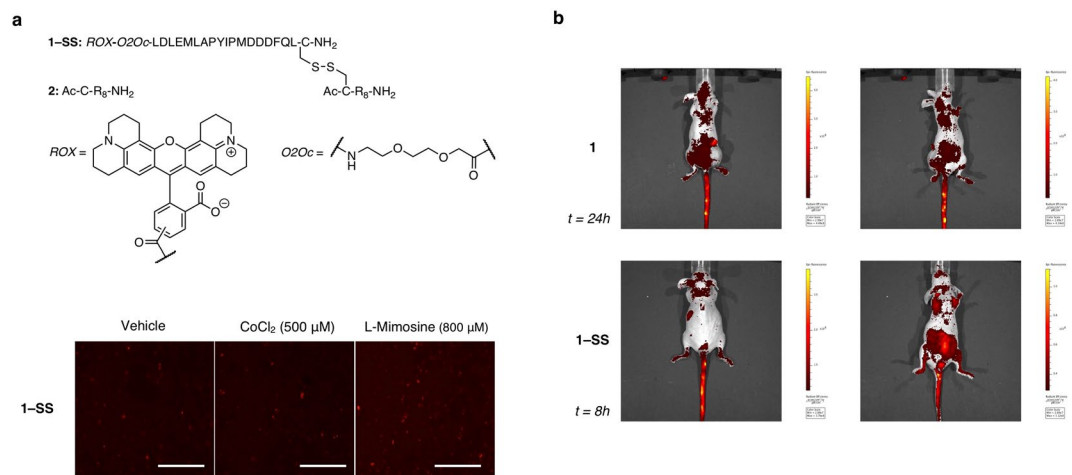 a
1–SS: ROX-O2Oc-LDLEMLAPYIPMDDDFQL-C-NH2
S-S
2: Ac-C-R8-NH2
Ac-C-R8-NH2
ROX =
N
O
N
⊕
O
O
⊖
O
O2Oc =
N
H
O
O
O
Vehicle
CoCl2 (500 µM)
L-Mimosine (800 µM)
1–SS
b
1
t = 24h
1–SS
t = 8h